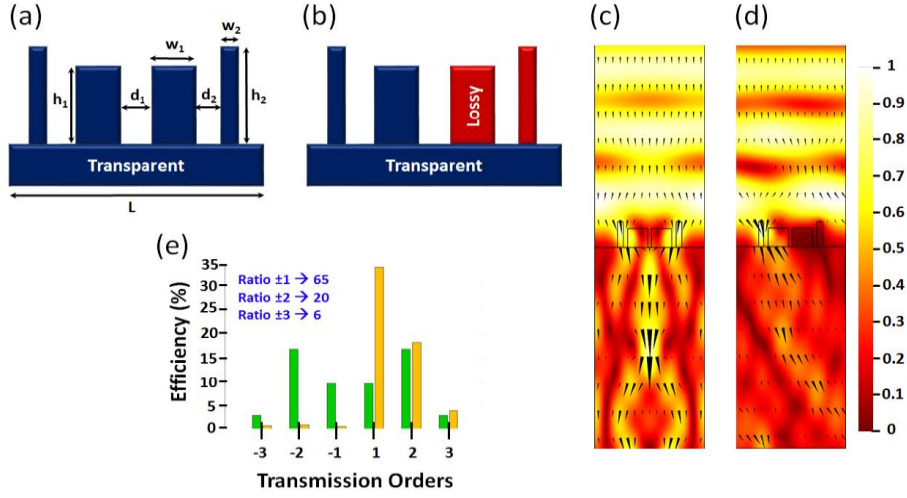 (a)
w₂
w₁
h₁
d₁
d₂
h₂
Transparent
L
(b)
Lossy
Transparent
(c)
(d)
1
0.9
0.8
0.7
0.6
0.5
0.4
0.3
0.2
0.1
0
(e)
Efficiency (%)
35
30
25
20
15
10
5
0
Ratio ±1 → 65
Ratio ±2 → 20
Ratio ±3 → 6
-3 -2 -1 1 2 3
Transmission Orders